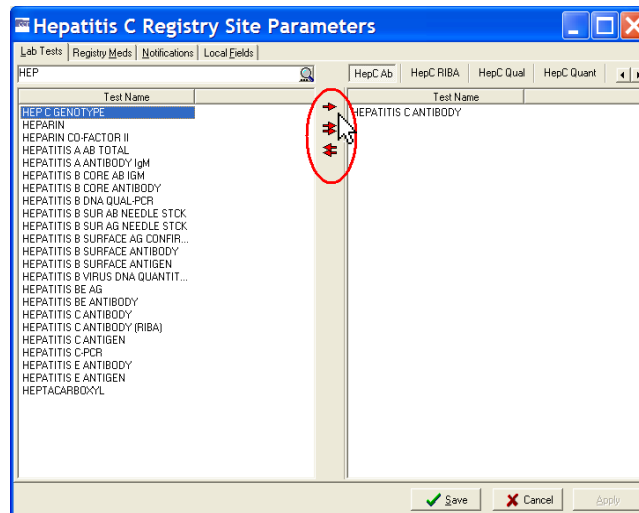 Hepatitis C Registry Site Parameters
Lab Tests Registry Meds Notifications Local Fields
HEP
HepC Ab HepC RIBA HepC Qual HepC Quant
Test Name
HEP C GENOTYPE
HEPARIN
HEPARIN CO-FACTOR II
HEPATITIS A AB TOTAL
HEPATITIS A ANTIBODY IgM
HEPATITIS B CORE AB IGM
HEPATITIS B CORE ANTIBODY
HEPATITIS B DNA QUAL-PCR
HEPATITIS B SUR AB NEEDLE STCK
HEPATITIS B SUR AG NEEDLE STCK
HEPATITIS B SURFACE AG CONFIR...
HEPATITIS B SURFACE ANTIBODY
HEPATITIS B SURFACE ANTIGEN
HEPATITIS B VIRUS DNA QUANTIT...
HEPATITIS BE AG
HEPATITIS BE ANTIBODY
HEPATITIS C ANTIBODY
HEPATITIS C ANTIBODY (RIBA)
HEPATITIS C ANTIGEN
HEPATITIS C-PCR
HEPATITIS E ANTIBODY
HEPATITIS E ANTIGEN
HEPTACARBOXYL
Test Name
HEPATITIS C ANTIBODY
Save Cancel Apply